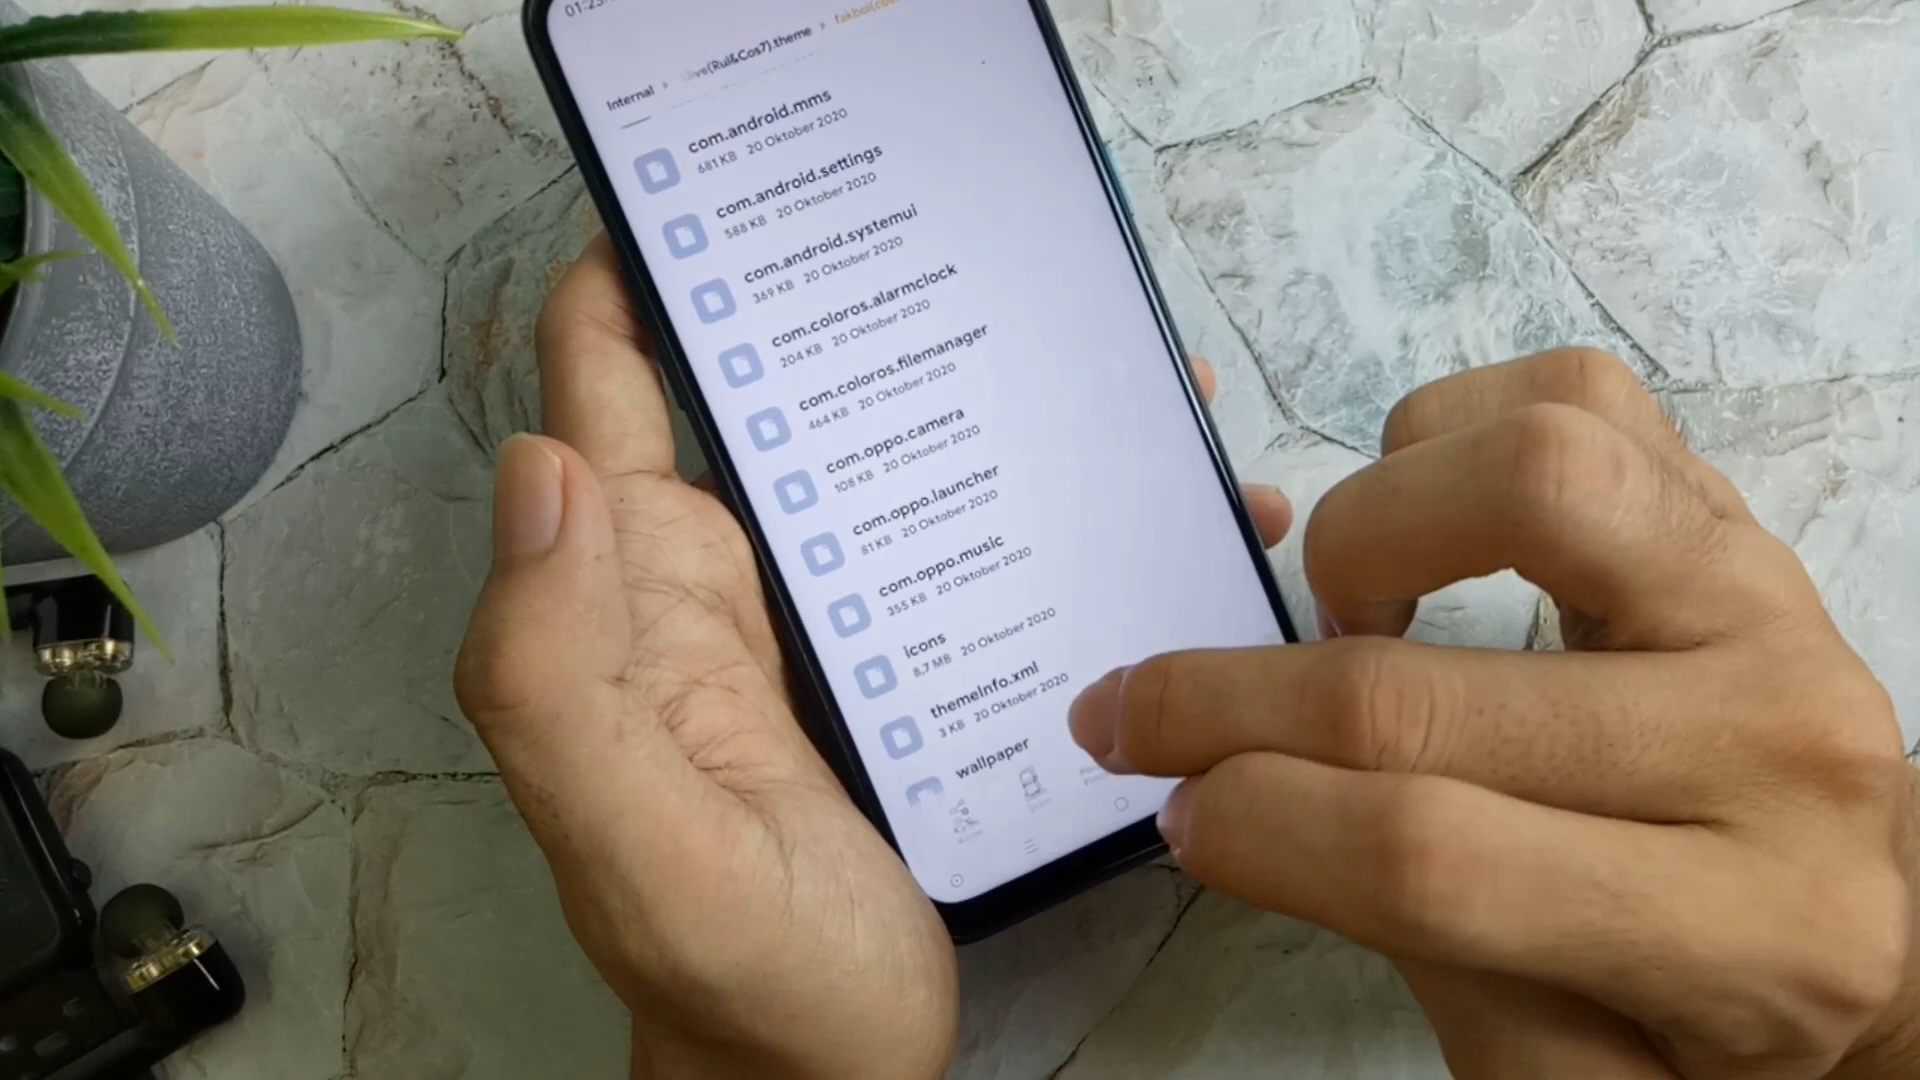 Internal > live(Rul&Cos7).theme >
com.android.mms
681 KB 20 Oktober 2020
com.android.settings
588 KB 20 Oktober 2020
com.android.systemui
369 KB 20 Oktober 2020
com.coloros.alarmclock
204 KB 20 Oktober 2020
com.coloros.filemanager
464 KB 20 Oktober 2020
com.oppo.camera
108 KB 20 Oktober 2020
com.oppo.launcher
81 KB 20 Oktober 2020
com.oppo.music
355 KB 20 Oktober 2020
icons
8,7 MB 20 Oktober 2020
themeInfo.xml
3 KB 20 Oktober 2020
wallpaper